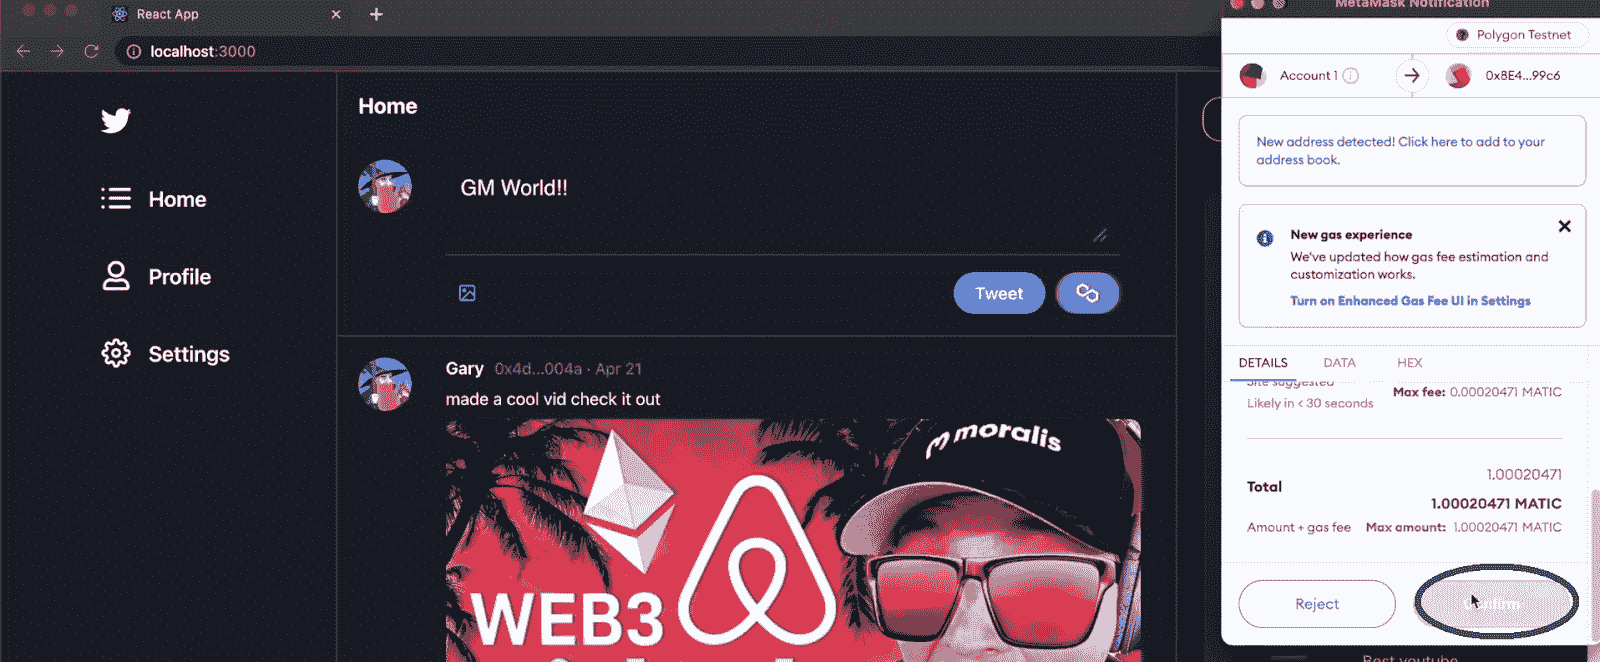 React App
localhost:3000
Home
Profile
Settings
Home
GM World!!
Tweet
Gary 0x4d...004a · Apr 21
made a cool vid check it out
moralis
WEB3
MetaMask Notification
Polygon Testnet
Account 1
0x8E4...99c6
New address detected! Click here to add to your
address book.
New gas experience
We've updated how gas fee estimation and
customization works.
Turn on Enhanced Gas Fee UI in Settings
DETAILS DATA HEX
Site suggested
Max fee: 0.00020471 MATIC
Likely in < 30 seconds
1.00020471
Total
1.00020471 MATIC
Amount + gas fee Max amount: 1.00020471 MATIC
Reject
Confirm
Best youtube